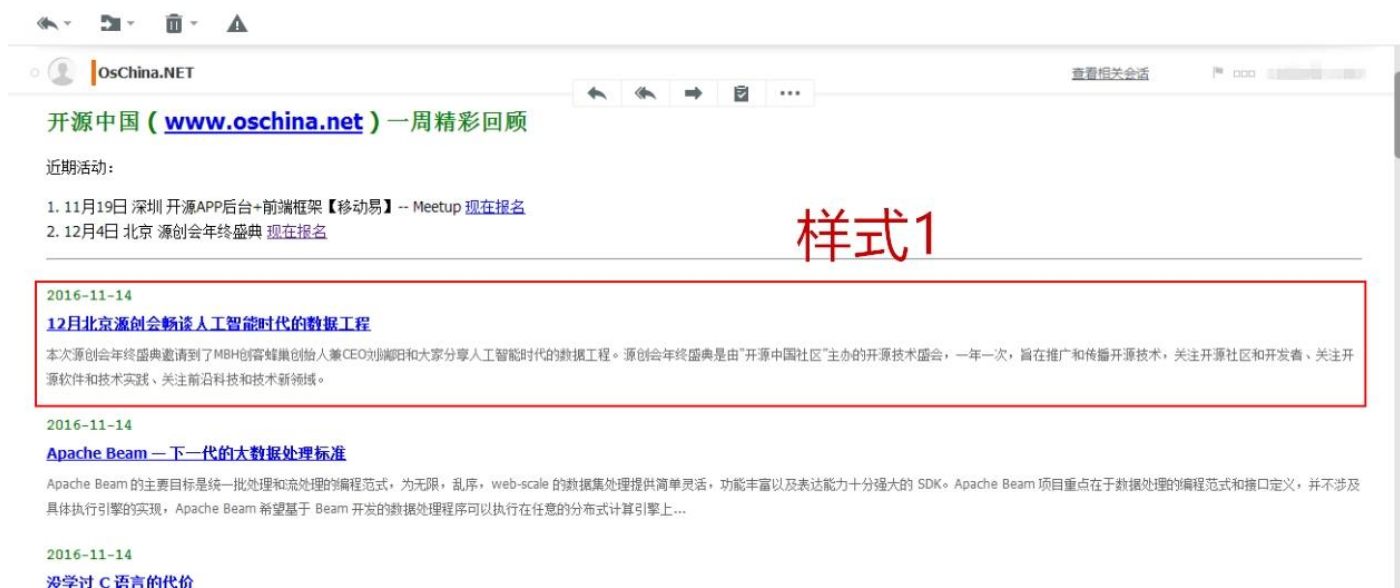 OsChina.NET
查看相关会话
开源中国 ( www.oschina.net ) 一周精彩回顾
近期活动：
1. 11月19日 深圳 开源APP后台+前端框架【移动易】-- Meetup 现在报名
2. 12月4日 北京 源创会年终盛典 现在报名
样式1
2016-11-14
12月北京源创会畅谈人工智能时代的数据工程
本次源创会年终盛典邀请到了MBH创客蜂巢创始人兼CEO刘瀾阳和大家分享人工智能时代的数据工程。源创会年终盛典是由"开源中国社区"主办的开源技术盛会，一年一次，旨在推广和传播开源技术，关注开源社区和开发者、关注开
源软件和技术实践、关注前沿科技和技术新领域。
2016-11-14
Apache Beam — 下一代的大数据处理标准
Apache Beam 的主要目标是统一批处理和流处理的编程范式，为无限，乱序，web-scale 的数据集处理提供简单灵活，功能丰富以及表达能力十分强大的 SDK。Apache Beam 项目重点在于数据处理的编程范式和接口定义，并不涉及
具体执行引擎的实现，Apache Beam 希望基于 Beam 开发的数据处理程序可以执行在任意的分布式计算引擎上...
2016-11-14
没学过 C 语言的代价